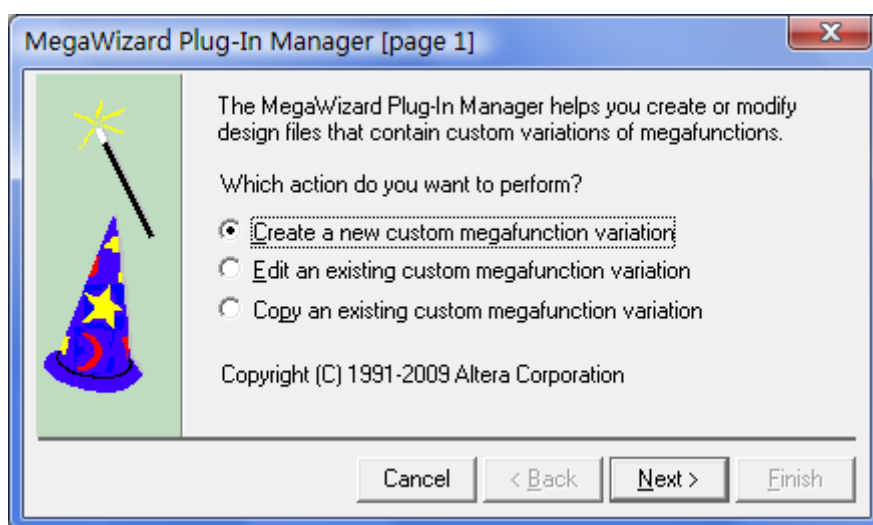 MegaWizard Plug-In Manager [page 1]
The MegaWizard Plug-In Manager helps you create or modify
design files that contain custom variations of megafunctions.
Which action do you want to perform?
Create a new custom megafunction variation
Edit an existing custom megafunction variation
Copy an existing custom megafunction variation
Copyright (C) 1991-2009 Altera Corporation
Cancel < Back Next > Finish